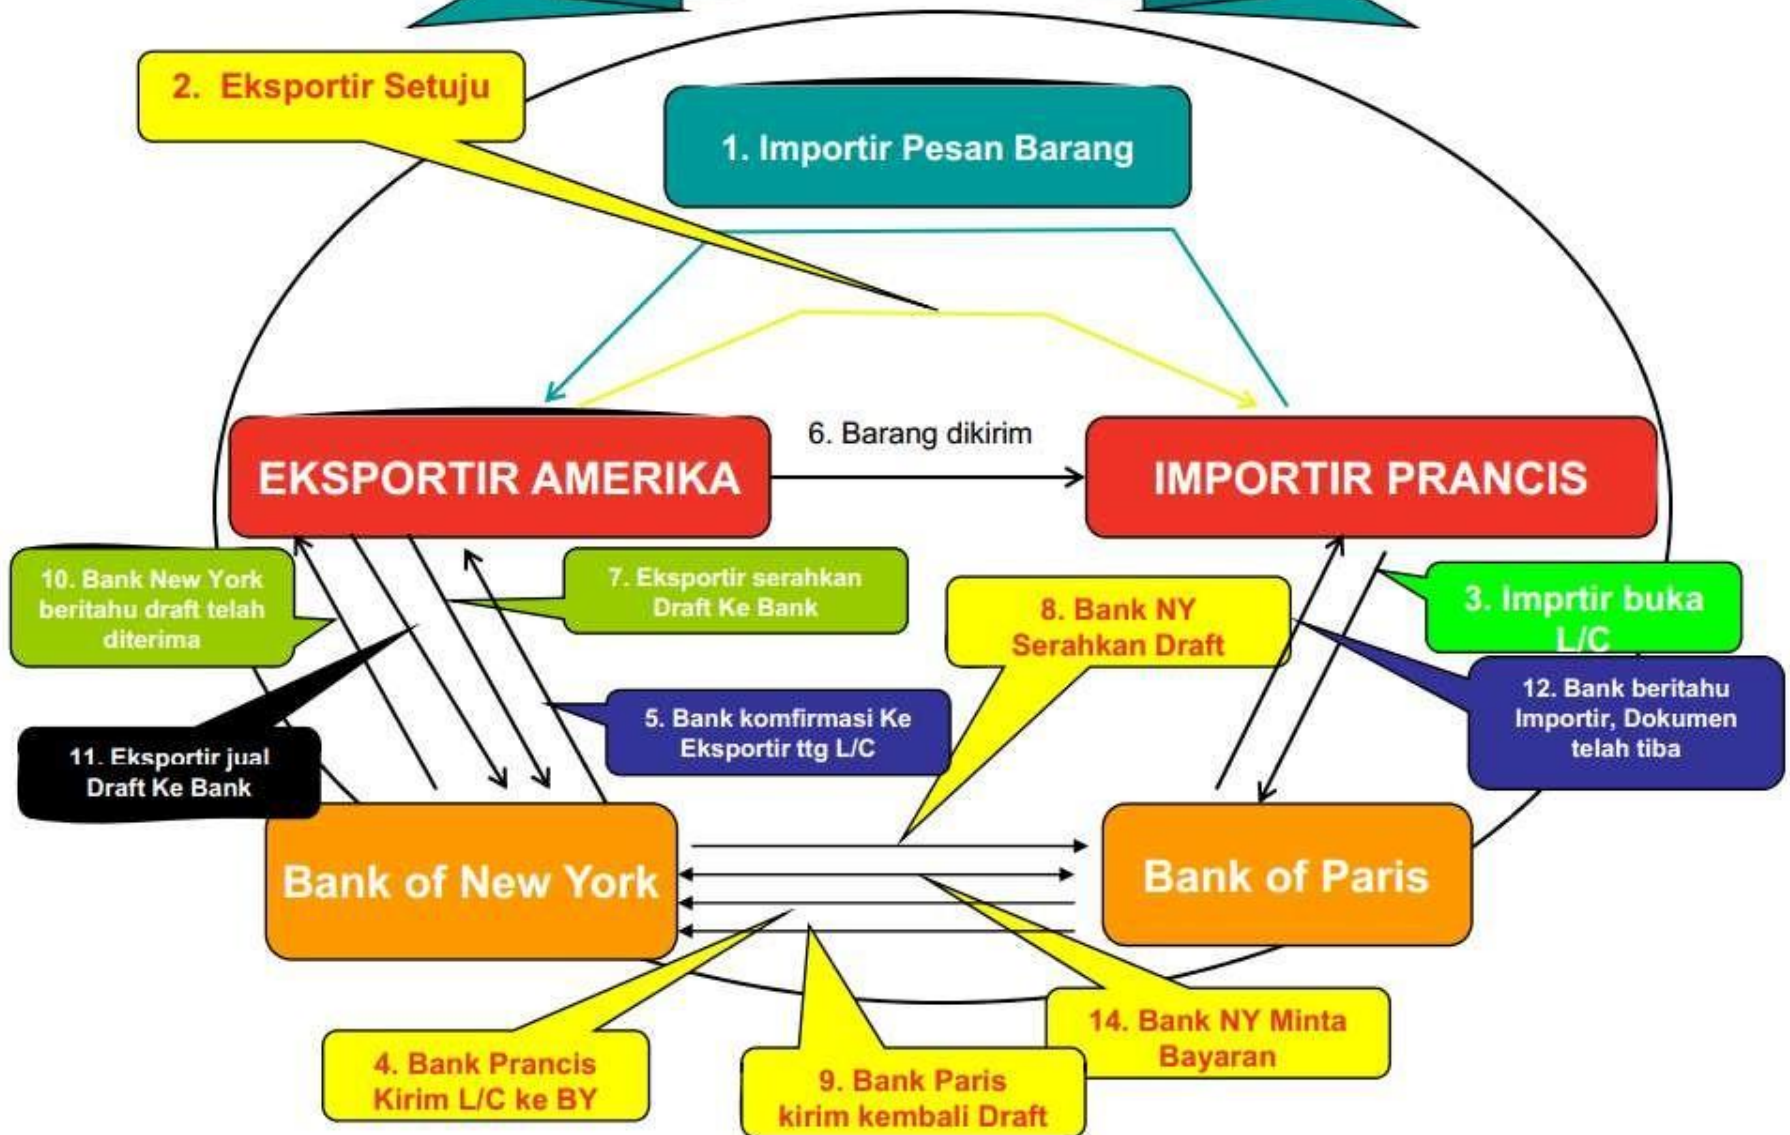 2. Eksportir Setuju
1. Importir Pesan Barang
6. Barang dikirim
EKSPORTIR AMERIKA
IMPORTIR PRANCIS
10. Bank New York
beritahu draft telah
diterima
7. Eksportir serahkan
Draft Ke Bank
8. Bank NY
Serahkan Draft
3. Imprtir buka
L/C
11. Eksportir jual
Draft Ke Bank
5. Bank komfirmasi Ke
Eksportir ttg L/C
12. Bank beritahu
Importir, Dokumen
telah tiba
Bank of New York
Bank of Paris
4. Bank Prancis
Kirim L/C ke BY
9. Bank Paris
kirim kembali Draft
14. Bank NY Minta
Bayaran